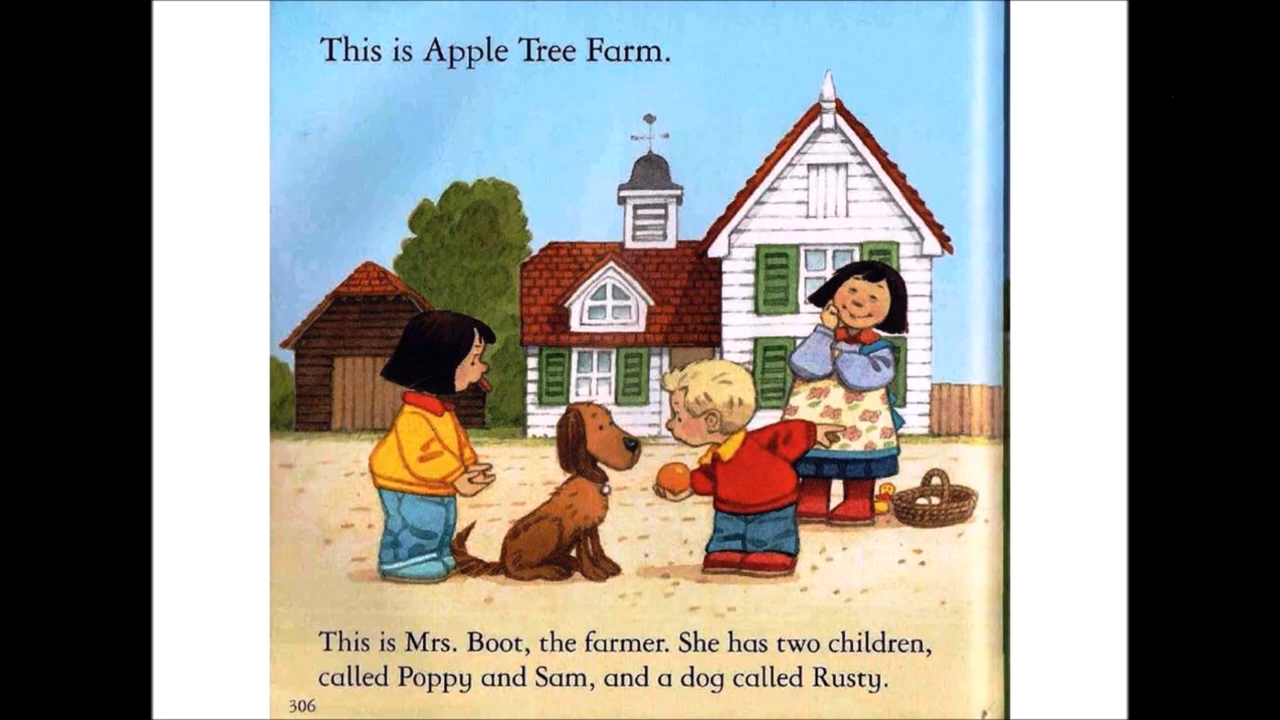 This is Apple Tree Farm.
This is Mrs. Boot, the farmer. She has two children,
called Poppy and Sam, and a dog called Rusty.
306